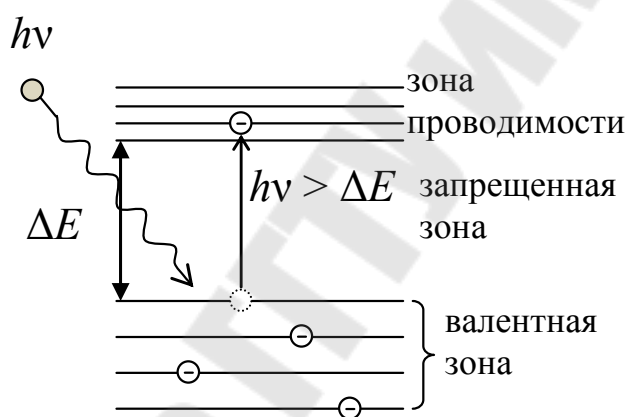 hν
зона
проводимости
hν > ΔE
запрещенная
зона
ΔE
валентная
зона